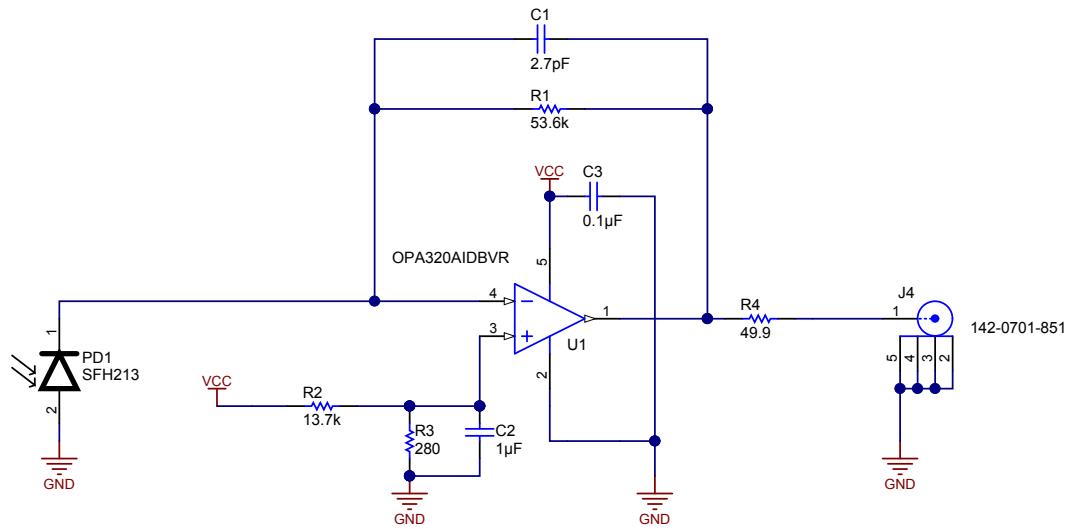 C1
2.7pF
R1
53.6k
VCC
C3
0.1µF
OPA320AIDBVR
5
4
3
1
2
U1
R4
49.9
J4
1
142-0701-851
5
4
3
2
1
PD1
SFH213
2
GND
VCC
R2
13.7k
R3
280
C2
1µF
GND
GND
GND